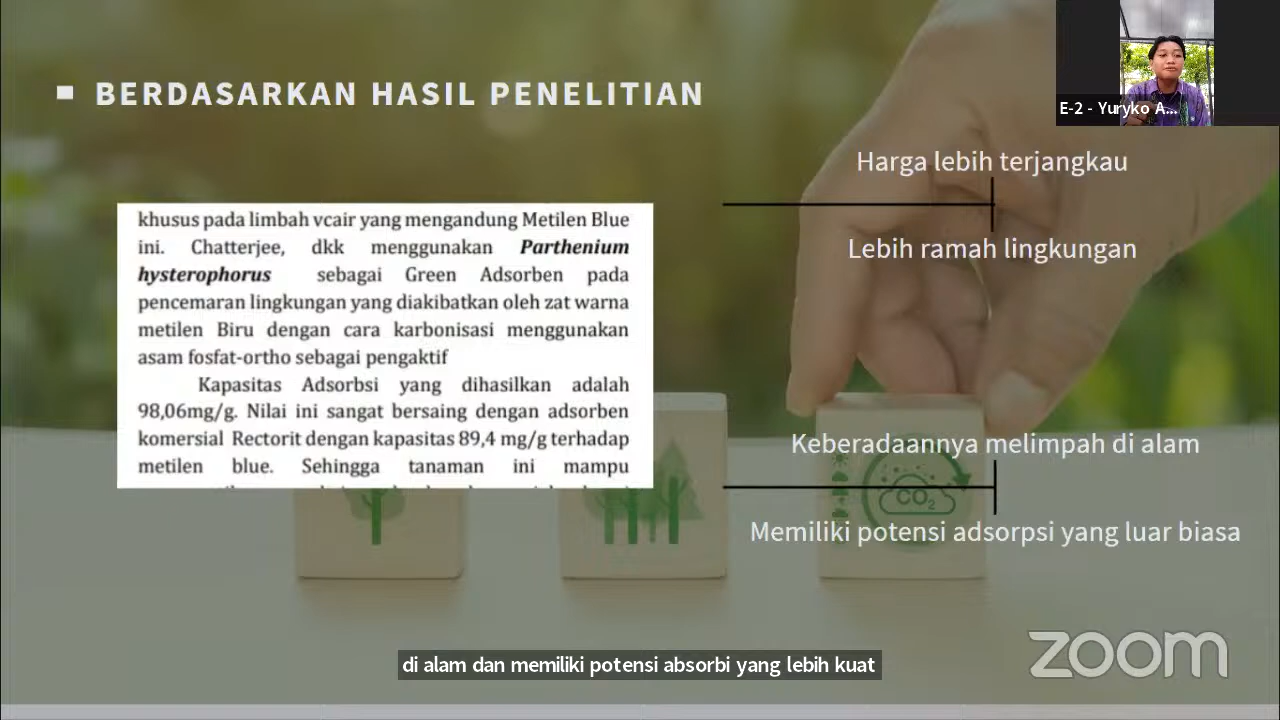 BERDASARKAN HASIL PENELITIAN
E-2 - Yuryko A...
Harga lebih terjangkau
Lebih ramah lingkungan
khusus pada limbah vcair yang mengandung Metilen Blue
ini. Chatterjee, dkk menggunakan Parthenium
hysterophorus sebagai Green Adsorben pada
pencemaran lingkungan yang diakibatkan oleh zat warna
metilen Biru dengan cara karbonisasi menggunakan
asam fosfat-ortho sebagai pengaktif
Kapasitas Adsorbsi yang dihasilkan adalah
98,06mg/g. Nilai ini sangat bersaing dengan adsorben
komersial Rectorit dengan kapasitas 89,4 mg/g terhadap
metilen blue. Sehingga tanaman ini mampu
Keberadaannya melimpah di alam
CO2
Memiliki potensi adsorpsi yang luar biasa
di alam dan memiliki potensi absorbi yang lebih kuat
zoom